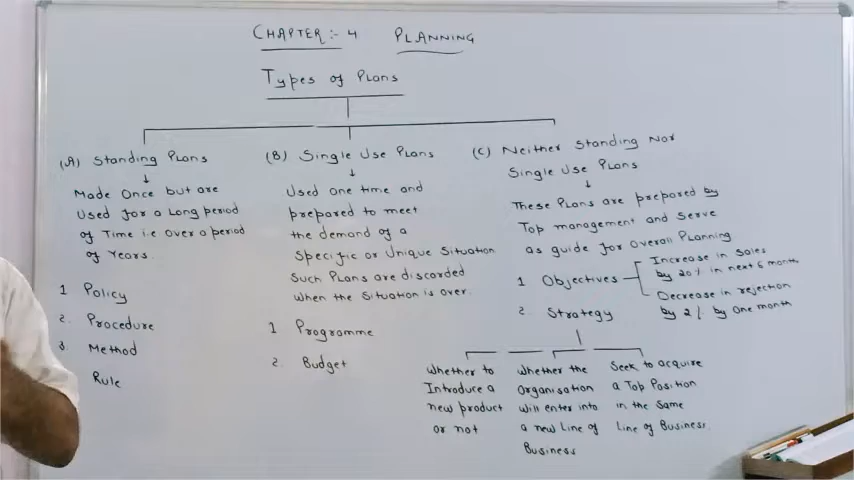 CHAPTER:- 4 PLANNING
Types of Plans
(A) Standing Plans
Made Once but are
Used for a Long period
of Time i.e over a period
of Years.
1 Policy
2. Procedure
3. Method
Rule
(B) Single Use Plans
Used one time and
prepared to meet
the demand of a
Specific or Unique Situation
Such Plans are discarded
when the Situation is over.
1 Programme
2. Budget
(C) Neither Standing Nor
Single Use Plans
These Plans are prepared by
Top management and Serve
as guide for Overall Planning
1 Objectives
Increase in Sales
by 20% in next 6 month
Decrease in rejection
by 2% by One month
2. Strategy
Whether to
Introduce a
new product
or not
Whether the
Organisation
will enter into
a new Line of
Business
Seek to acquire
a Top Position
in the Same
Line of Business.